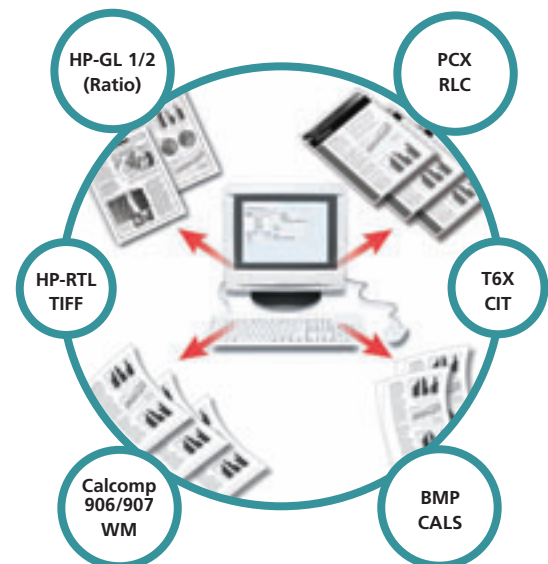 HP-GL 1/2
(Ratio)
PCX
RLC
HP-RTL
TIFF
T6X
CIT
Calcomp
906/907
WM
BMP
CALS